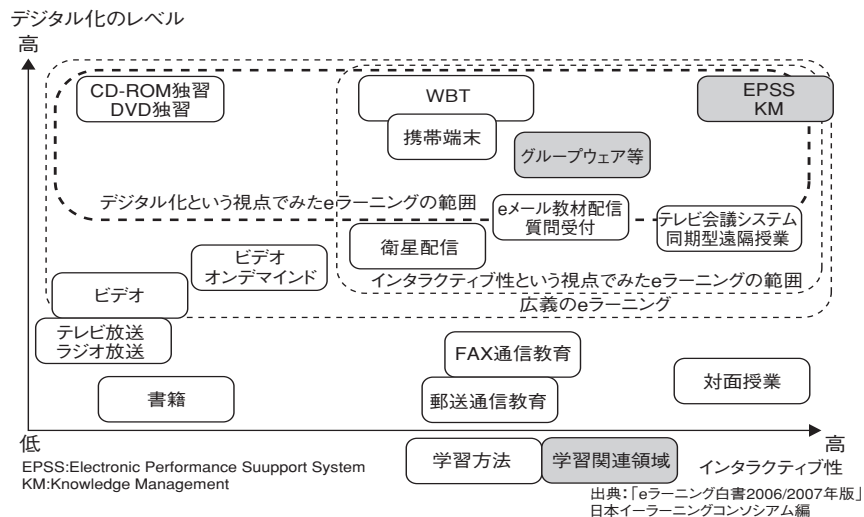 デジタル化のレベル
高
CD-ROM独習
DVD独習
WBT
EPSS
KM
携帯端末
グループウェア等
デジタル化という視点でみたeラーニングの範囲
eメール教材配信
質問受付
テレビ会議システム
同期型遠隔授業
衛星配信
ビデオ
オンデマインド
インタラクティブ性という視点でみたeラーニングの範囲
ビデオ
広義のeラーニング
テレビ放送
ラジオ放送
FAX通信教育
対面授業
書籍
郵送通信教育
低
高
学習方法
学習関連領域
インタラクティブ性
EPSS:Electronic Performance Suupport System
KM:Knowledge Management
出典：「eラーニング白書2006/2007年版」
日本イーラーニングコンソシアム編